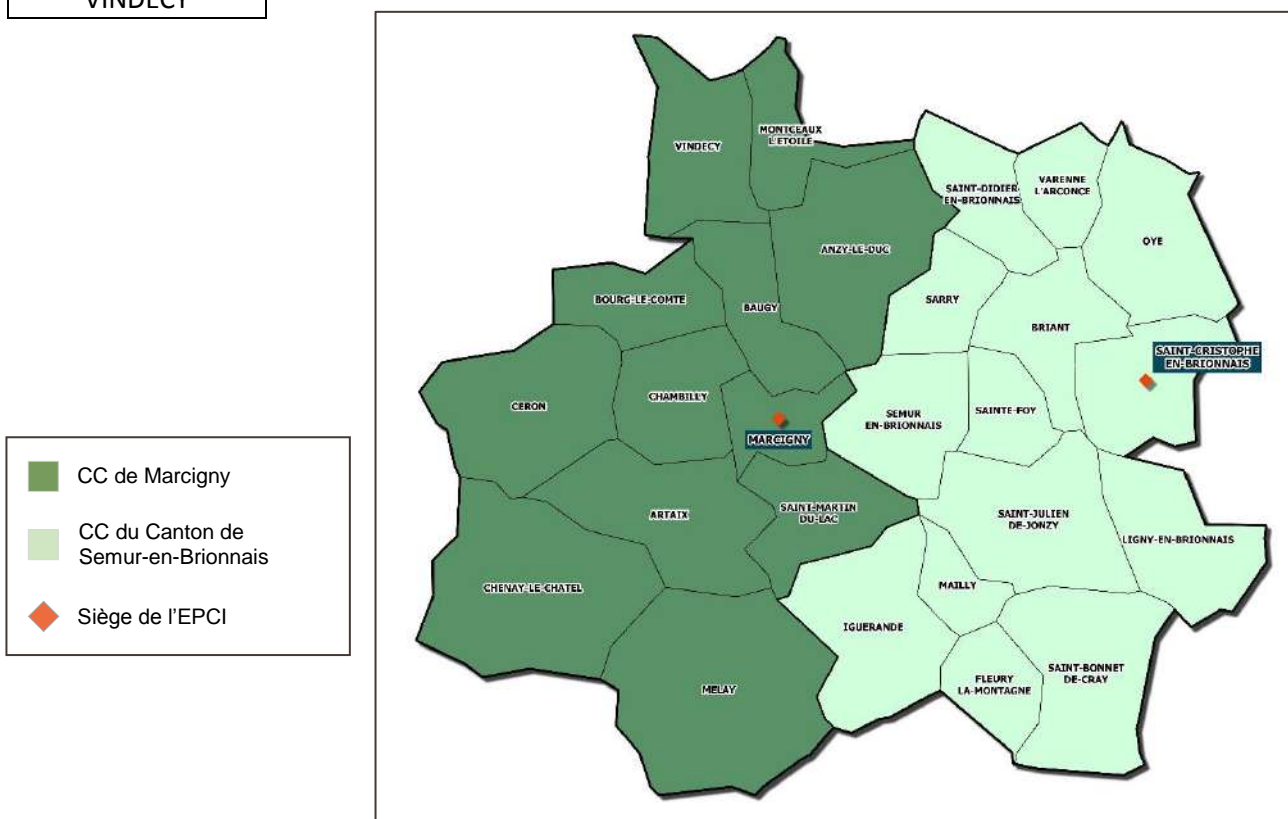 VINDECY
CC de Marcigny
CC du Canton de
Semur-en-Brionnais
Siège de l'EPCI
VINDECY
MONTCEAUX
L'ETOILE
SAINT-DIDIER
EN-BRIONNAIS
VARENNE
L'ARCONCE
OYE
ANZY-LE-DUC
BOURG-LE-COMTE
BAUGY
SARRY
BRIANT
SAINT-CRISTOPHE
EN-BRIONNAIS
CERON
CHAMBILLY
MARCIGNY
SEMUR
EN-BRIONNAIS
SAINTE-FOY
ARTAIX
SAINT-MARTIN
DU-LAC
SAINT-JULIEN
DE-JONZY
LIGNY-EN-BRIONNAIS
CHENAY-LE-CHATEL
MAILLY
IGUERANDE
MELAY
FLEURY
LA-MONTAGNE
SAINT-BONNET
DE-CRAY